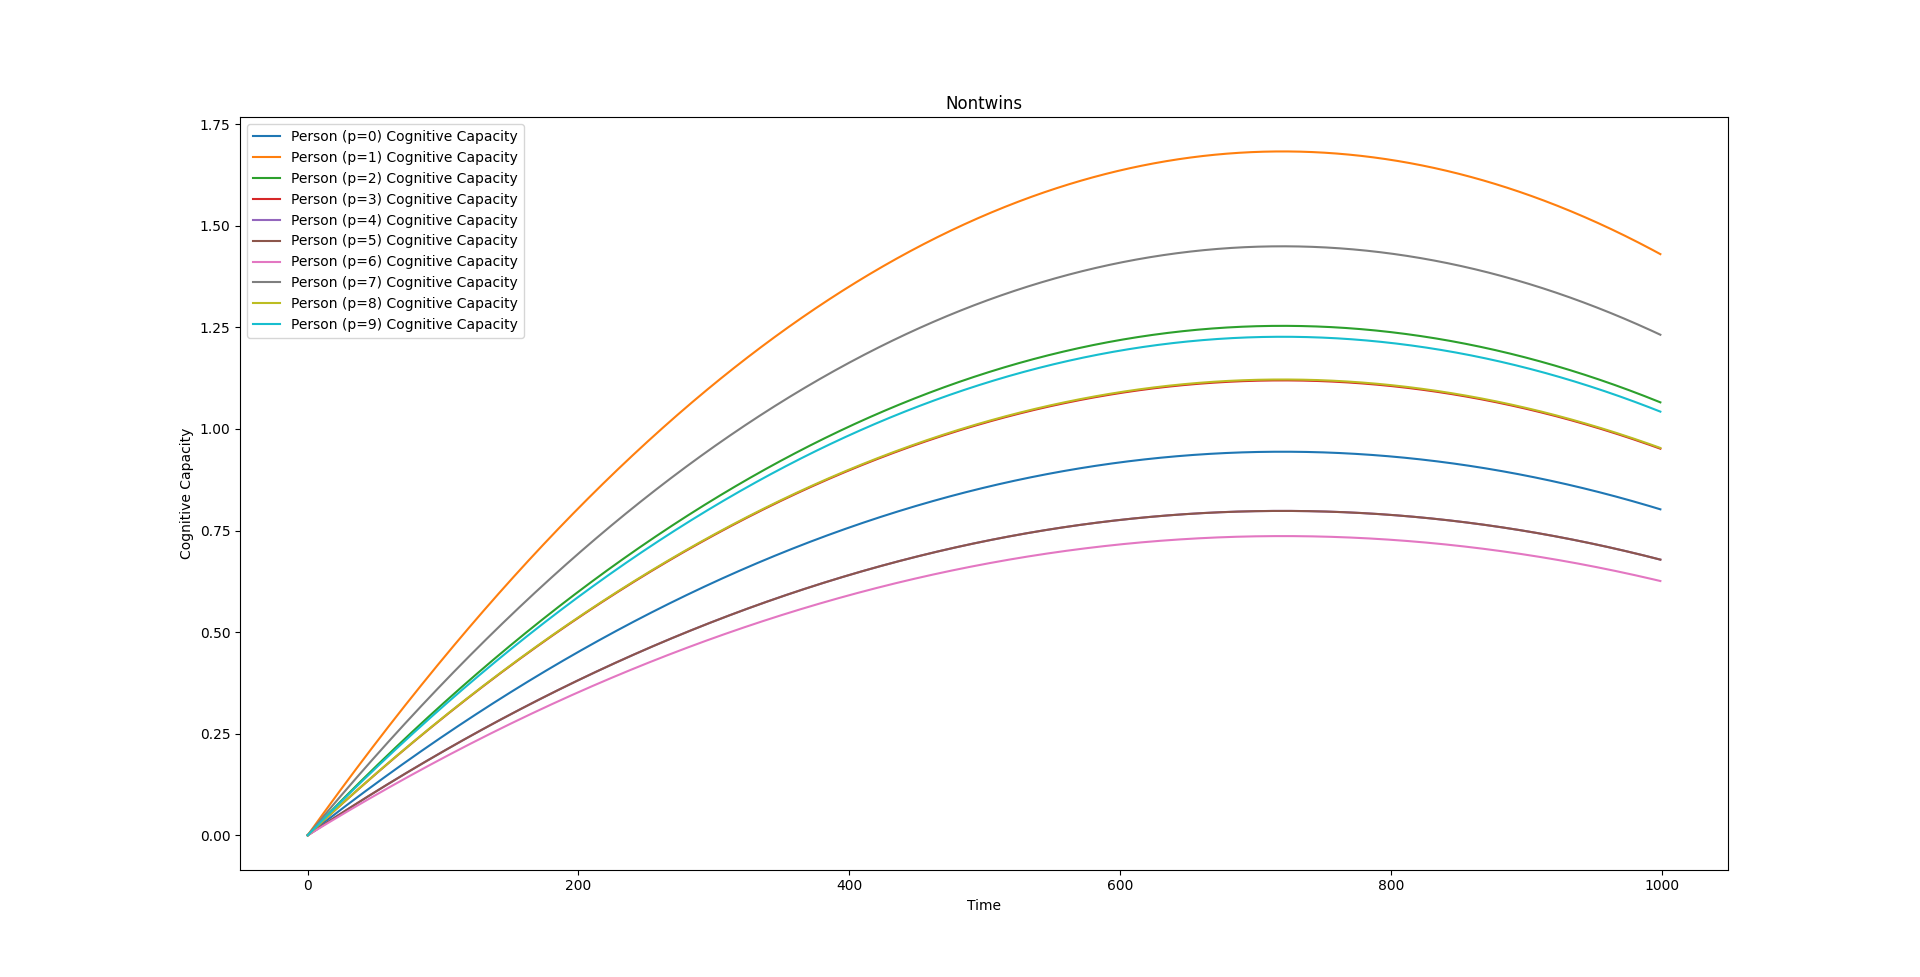 Nontwins
1.75
1.50
1.25
1.00
0.75
0.50
0.25
0.00
Cognitive Capacity
Person (p=0) Cognitive Capacity
Person (p=1) Cognitive Capacity
Person (p=2) Cognitive Capacity
Person (p=3) Cognitive Capacity
Person (p=4) Cognitive Capacity
Person (p=5) Cognitive Capacity
Person (p=6) Cognitive Capacity
Person (p=7) Cognitive Capacity
Person (p=8) Cognitive Capacity
Person (p=9) Cognitive Capacity
0 200 400 600 800 1000
Time